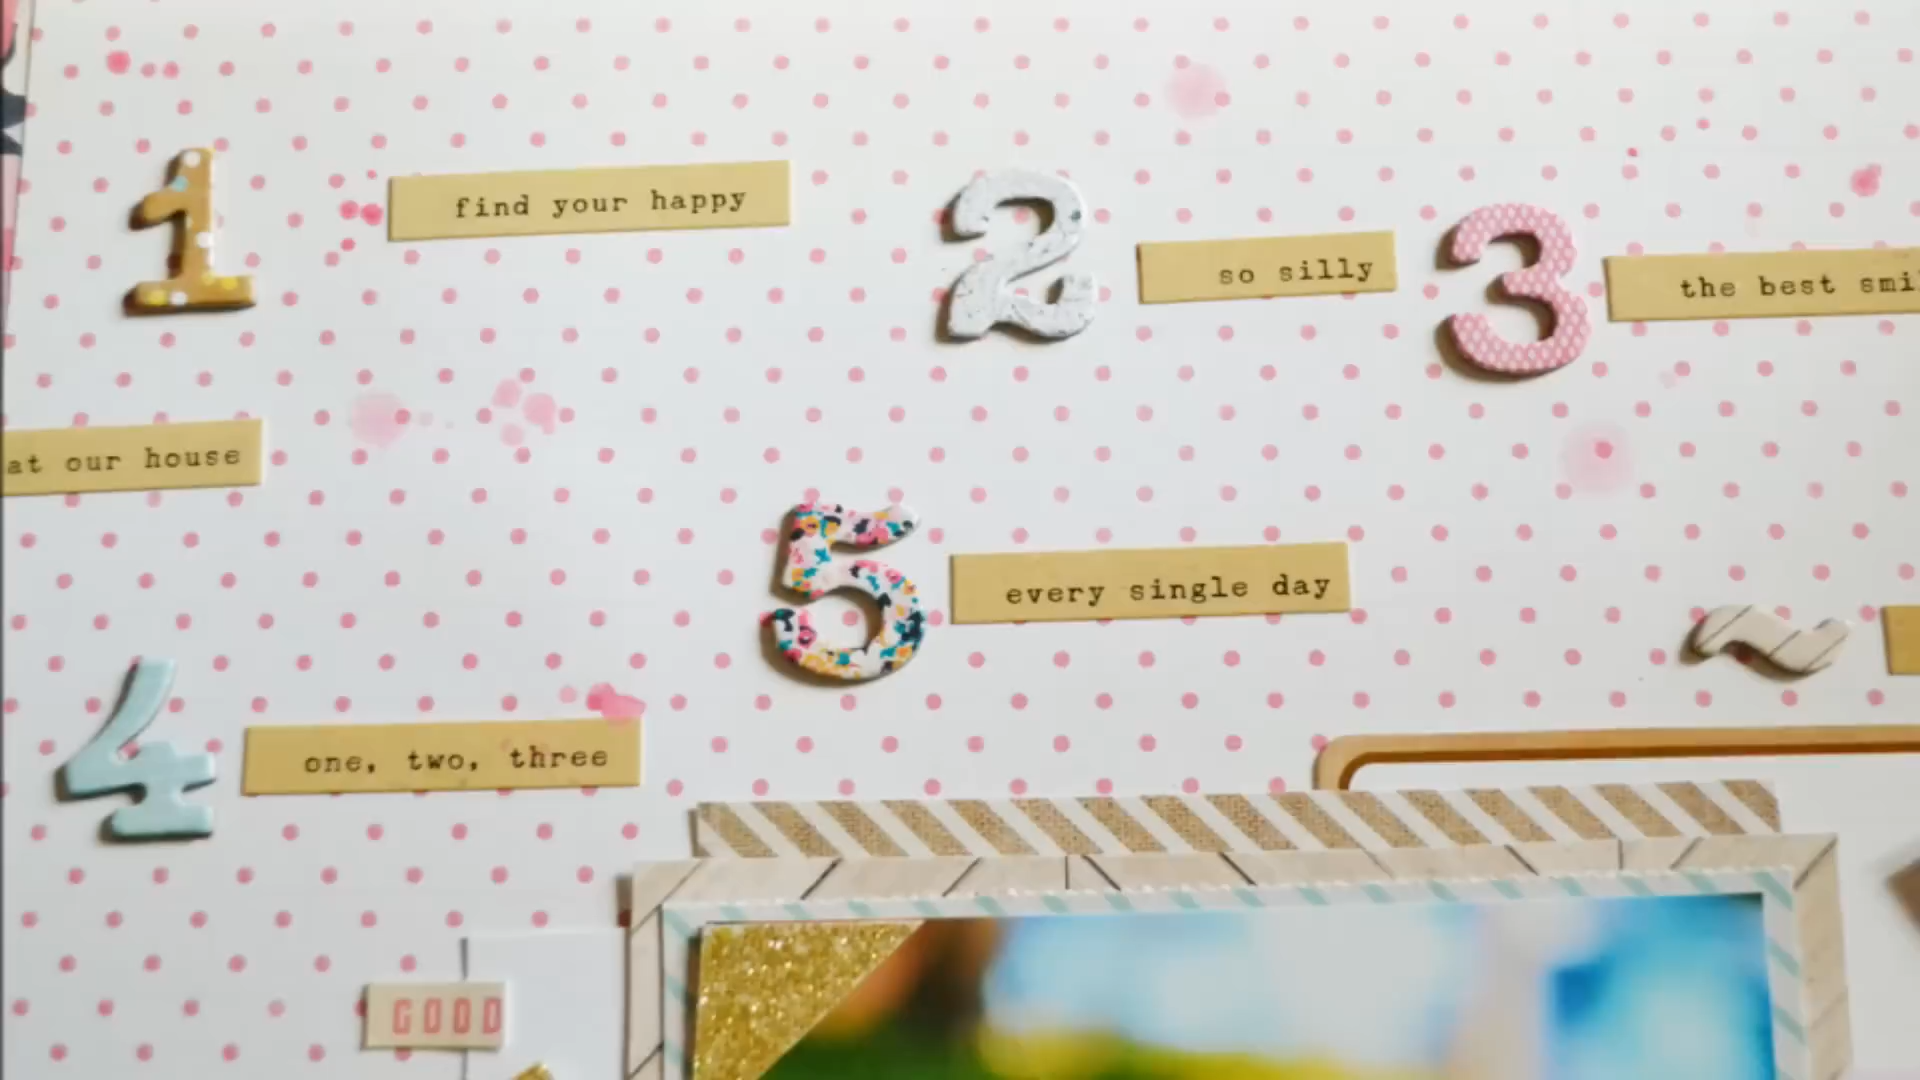 1 find your happy
2 so silly
3 the best
at our house
5 every single day
~
4 one, two, three
GOOD